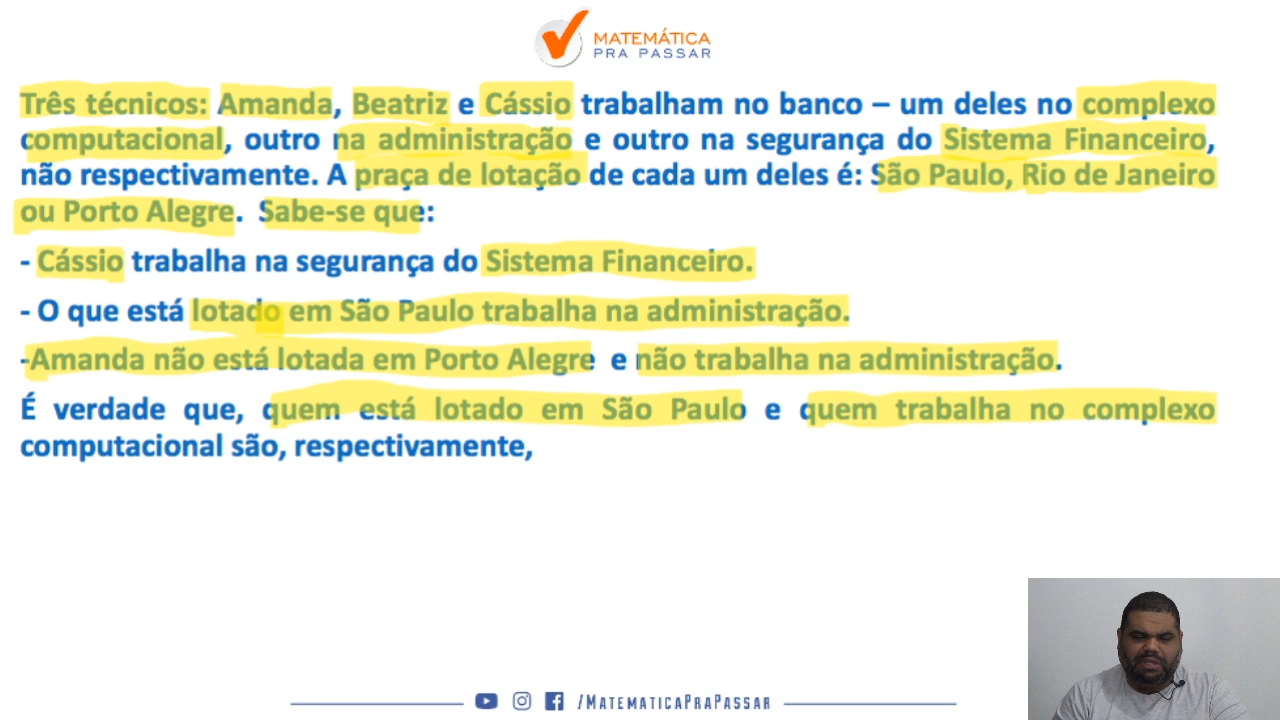 MATEMÁTICA
PRA PASSAR
Três técnicos: Amanda, Beatriz e Cássio trabalham no banco – um deles no complexo
computacional, outro na administração e outro na segurança do Sistema Financeiro,
não respectivamente. A praça de lotação de cada um deles é: São Paulo, Rio de Janeiro
ou Porto Alegre. Sabe-se que:
- Cássio trabalha na segurança do Sistema Financeiro.
- O que está lotado em São Paulo trabalha na administração.
-Amanda não está lotada em Porto Alegre e não trabalha na administração.
É verdade que, quem está lotado em São Paulo e quem trabalha no complexo
computacional são, respectivamente,
/MATEMATICAPRAPASSAR